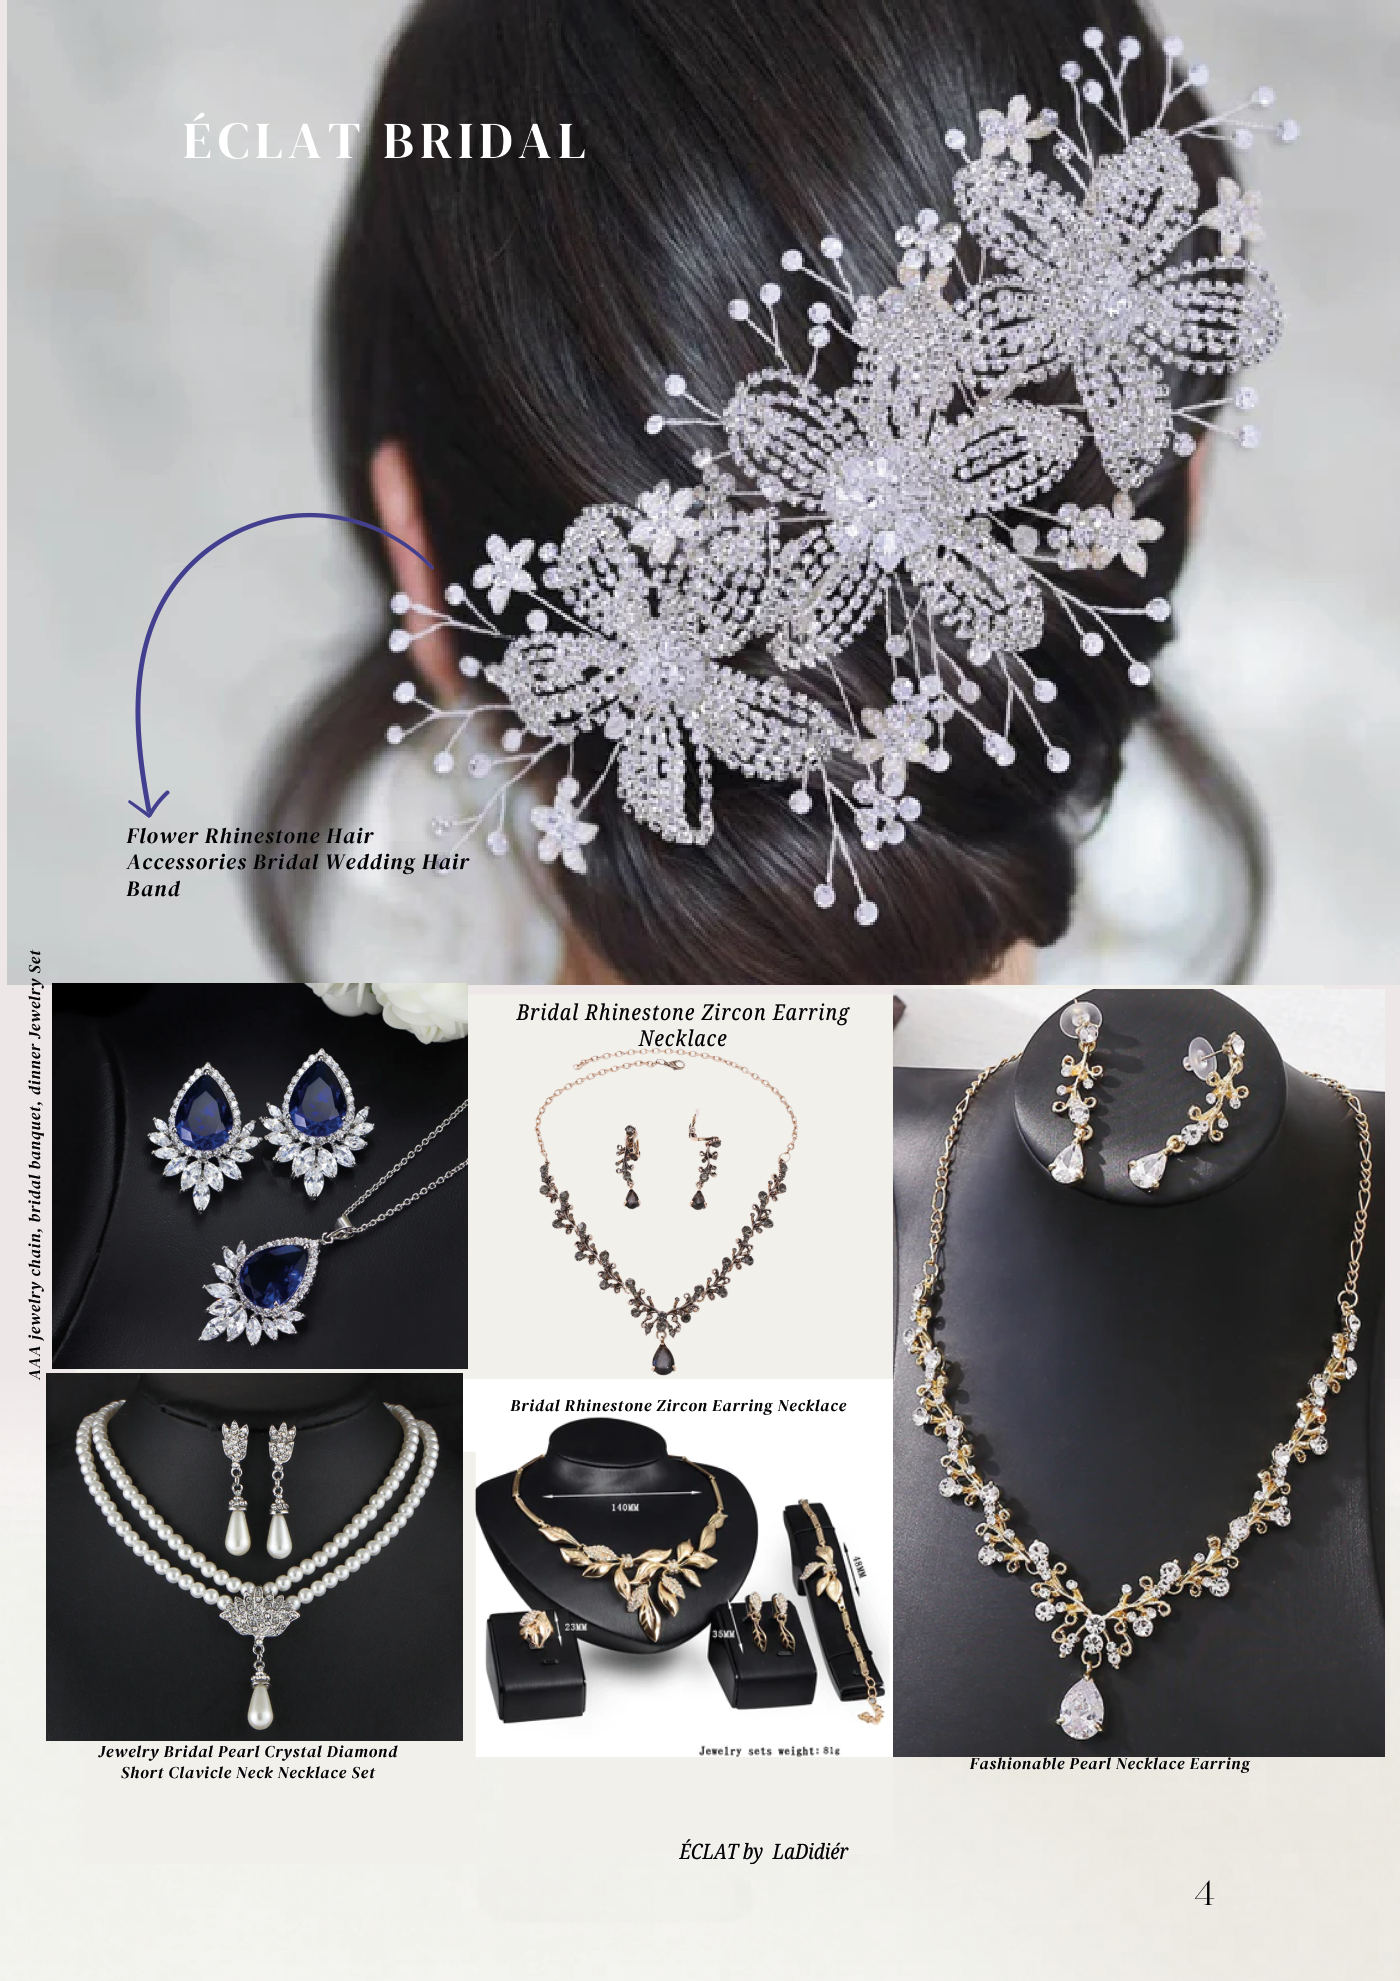 ÉCLAT BRIDAL
Flower Rhinestone Hair
Accessories Bridal Wedding Hair
Band
AAA jewelry chain, bridal banquet, dinner Jewelry Set
Bridal Rhinestone Zircon Earring
Necklace
Bridal Rhinestone Zircon Earring Necklace
140MM
48MM
23MM
35MM
Jewelry sets weight: 81g
Jewelry Bridal Pearl Crystal Diamond
Short Clavicle Neck Necklace Set
Fashionable Pearl Necklace Earring
ÉCLAT by LaDidiér
4